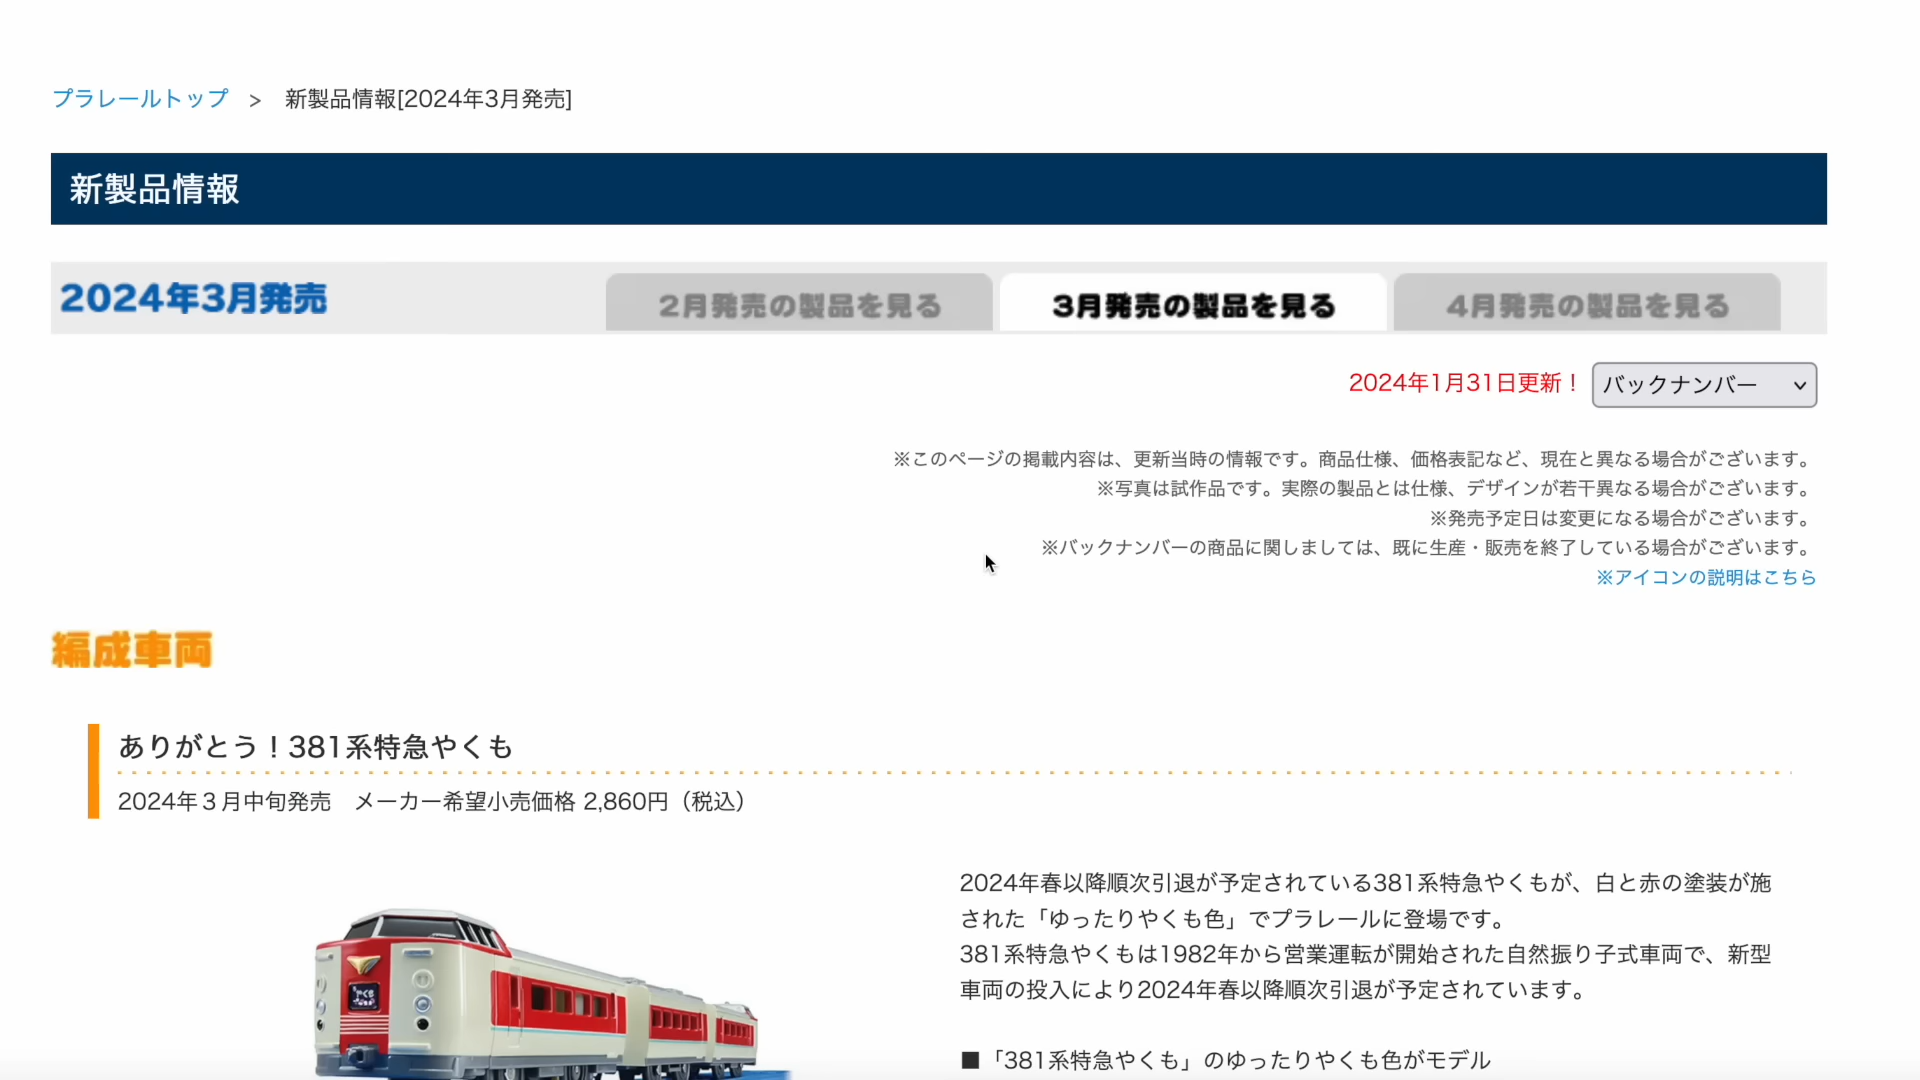 プラレールトップ > 新製品情報[2024年3月発売]
新製品情報
2024年3月発売 2月発売の製品を見る 3月発売の製品を見る 4月発売の製品を見る
2024年1月31日更新！ バックナンバー
※このページの掲載内容は、更新当時の情報です。商品仕様、価格表記など、現在と異なる場合がございます。
※写真は試作品です。実際の製品とは仕様、デザインが若干異なる場合がございます。
※発売予定日は変更になる場合がございます。
※バックナンバーの商品に関しましては、既に生産・販売を終了している場合がございます。
※アイコンの説明はこちら
編成車両
ありがとう！381系特急やくも
2024年３月中旬発売　メーカー希望小売価格 2,860円（税込）
2024年春以降順次引退が予定されている381系特急やくもが、白と赤の塗装が施
された「ゆったりやくも色」でプラレールに登場です。
381系特急やくもは1982年から営業運転が開始された自然振り子式車両で、新型
車両の投入により2024年春以降順次引退が予定されています。
■「381系特急やくも」のゆったりやくも色がモデル